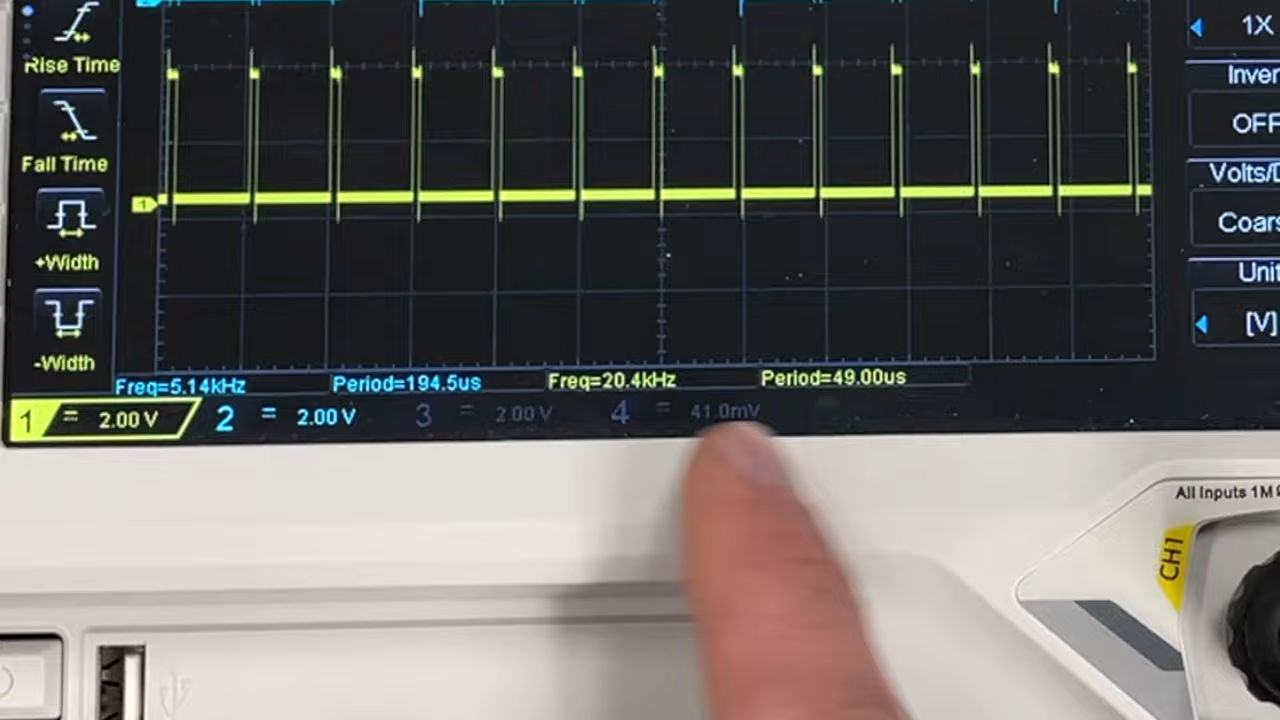 Rise Time
Fall Time
+Width
-Width
1X
Inver
OFF
Volts/D
Coars
Unit
[V]
1
Freq=5.14kHz Period=194.5us Freq=20.4kHz Period=49.00us
1 = 2.00 V 2 = 2.00 V 3 = 2.00 V 4 = 41.0mV
All Inputs 1M
CH1